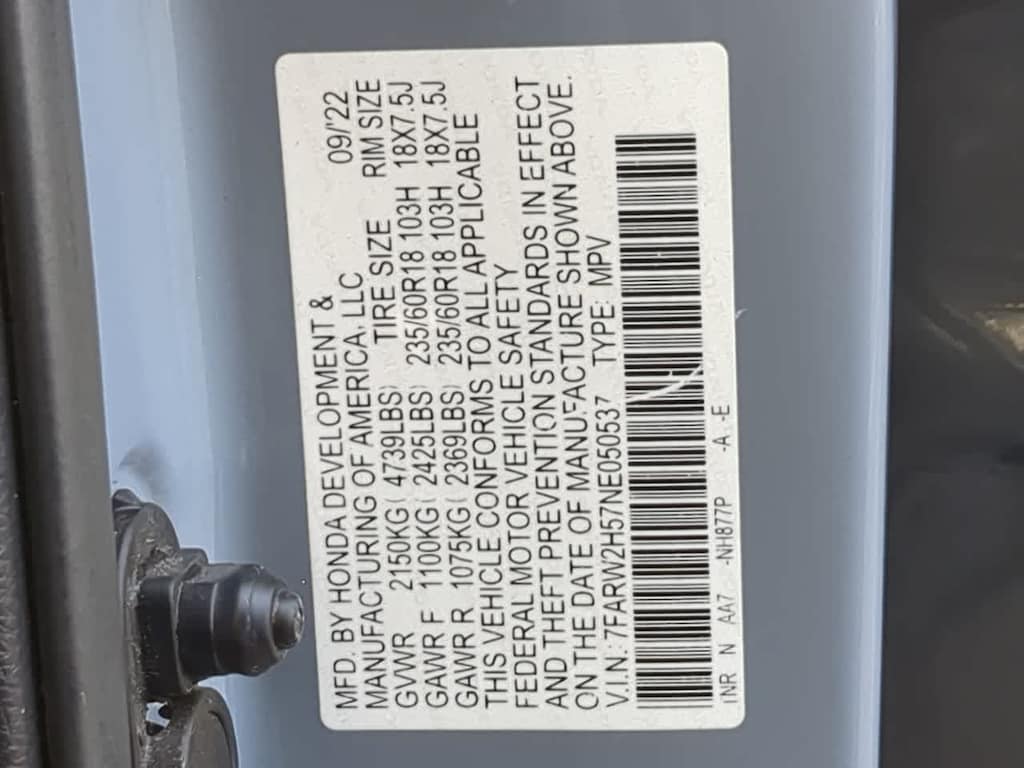 MFD. BY HONDA DEVELOPMENT & 09/'22
MANUFACTURING OF AMERICA, LLC
TIRE SIZE RIM SIZE
GVWR 2150KG( 4739LBS)
GAWR F 1100KG( 2425LBS) 235/60R18 103H 18X7.5J
GAWR R 1075KG( 2369LBS) 235/60R18 103H 18X7.5J
THIS VEHICLE CONFORMS TO ALL APPLICABLE
FEDERAL MOTOR VEHICLE SAFETY
AND THEFT PREVENTION STANDARDS IN EFFECT
ON THE DATE OF MANUFACTURE SHOWN ABOVE.
V.I.N: 7FARW2H57NE050537 TYPE: MPV
INR N AA7 -NH877P -A -E